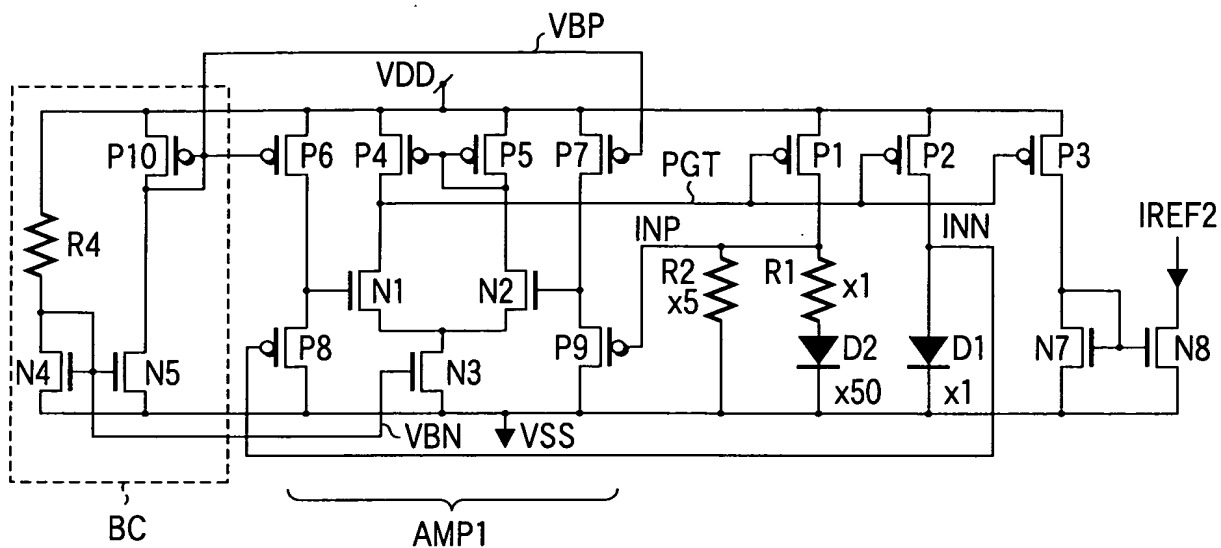 VBP
VDD
P10
P6
P4
P5
P7
P1
P2
P3
PGT
IREF2
INP
INN
R4
R2
x5
R1
x1
N1
N2
N4
N5
P8
N3
P9
D2
x50
D1
x1
N7
N8
VBN
VSS
BC
AMP1